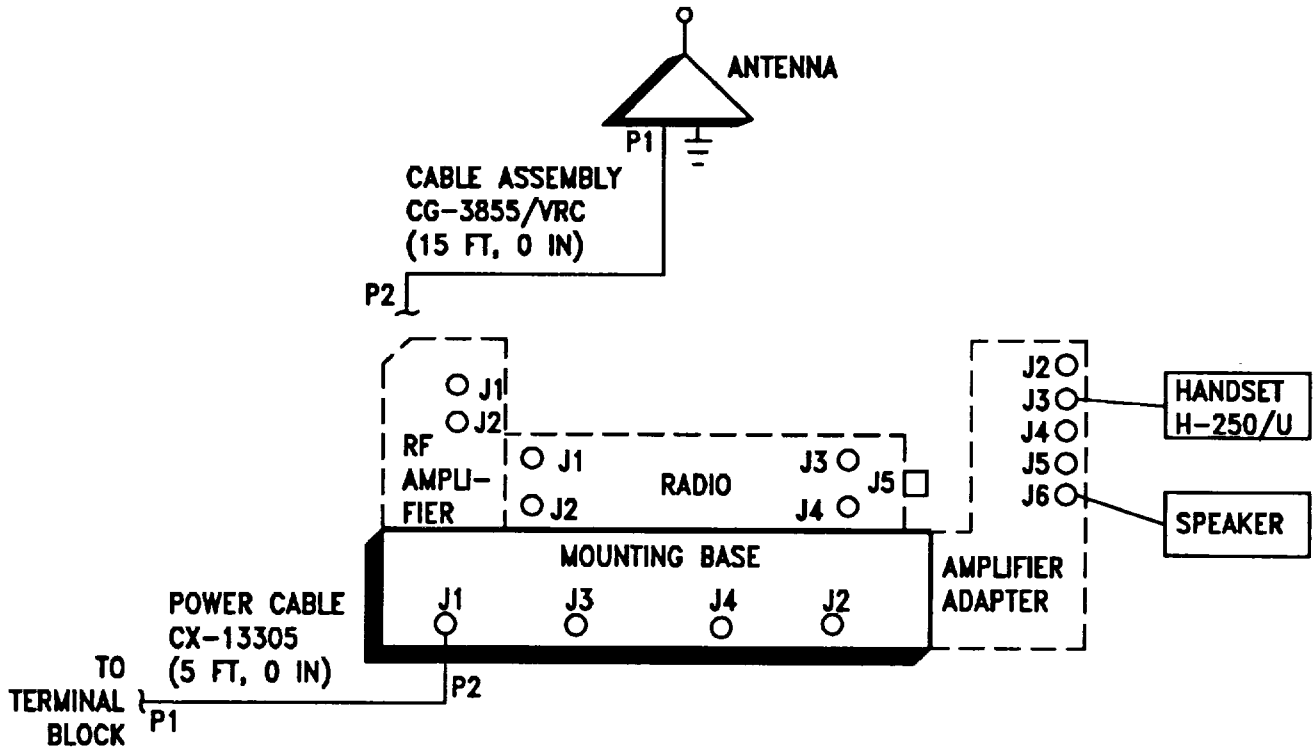 ANTENNA
P1
CABLE ASSEMBLY
CG-3855/VRC
(15 FT, 0 IN)
P2
J1
J2
RF
AMPLI-
FIER
J1
J2
RADIO
J3
J4
J5
J2
J3
J4
J5
J6
HANDSET
H-250/U
SPEAKER
MOUNTING BASE
J1
J3
J4
J2
AMPLIFIER
ADAPTER
POWER CABLE
CX-13305
(5 FT, 0 IN)
P2
TO
TERMINAL
BLOCK
P1